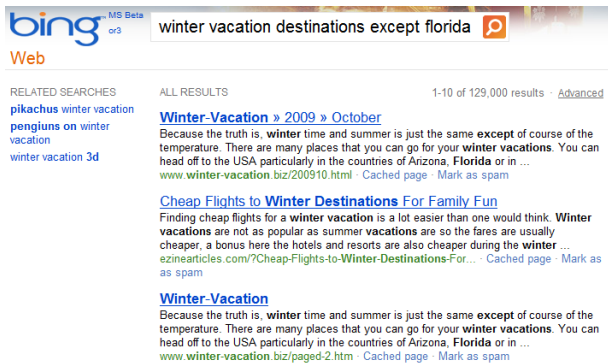 bing MS Beta
or3
winter vacation destinations except florida
Web
RELATED SEARCHES
pikachus winter vacation
pengiuns on winter
vacation
winter vacation 3d
ALL RESULTS 1-10 of 129,000 results · Advanced
Winter-Vacation » 2009 » October
Because the truth is, winter time and summer is just the same except of course of the
temperature. There are many places that you can go for your winter vacations. You can
head off to the USA particularly in the countries of Arizona, Florida or in ...
www.winter-vacation.biz/200910.html · Cached page · Mark as spam
Cheap Flights to Winter Destinations For Family Fun
Finding cheap flights for a winter vacation is a lot easier than one would think. Winter
vacations are not as popular as summer vacations are so the fares are usually
cheaper, a bonus here the hotels and resorts are also cheaper during the winter ...
ezinearticles.com/?Cheap-Flights-to-Winter-Destinations-For... · Cached page · Mark as
as spam
Winter-Vacation
Because the truth is, winter time and summer is just the same except of course of the
temperature. There are many places that you can go for your winter vacations. You can
head off to the USA particularly in the countries of Arizona, Florida or in ...
www.winter-vacation.biz/paged-2.htm · Cached page · Mark as spam